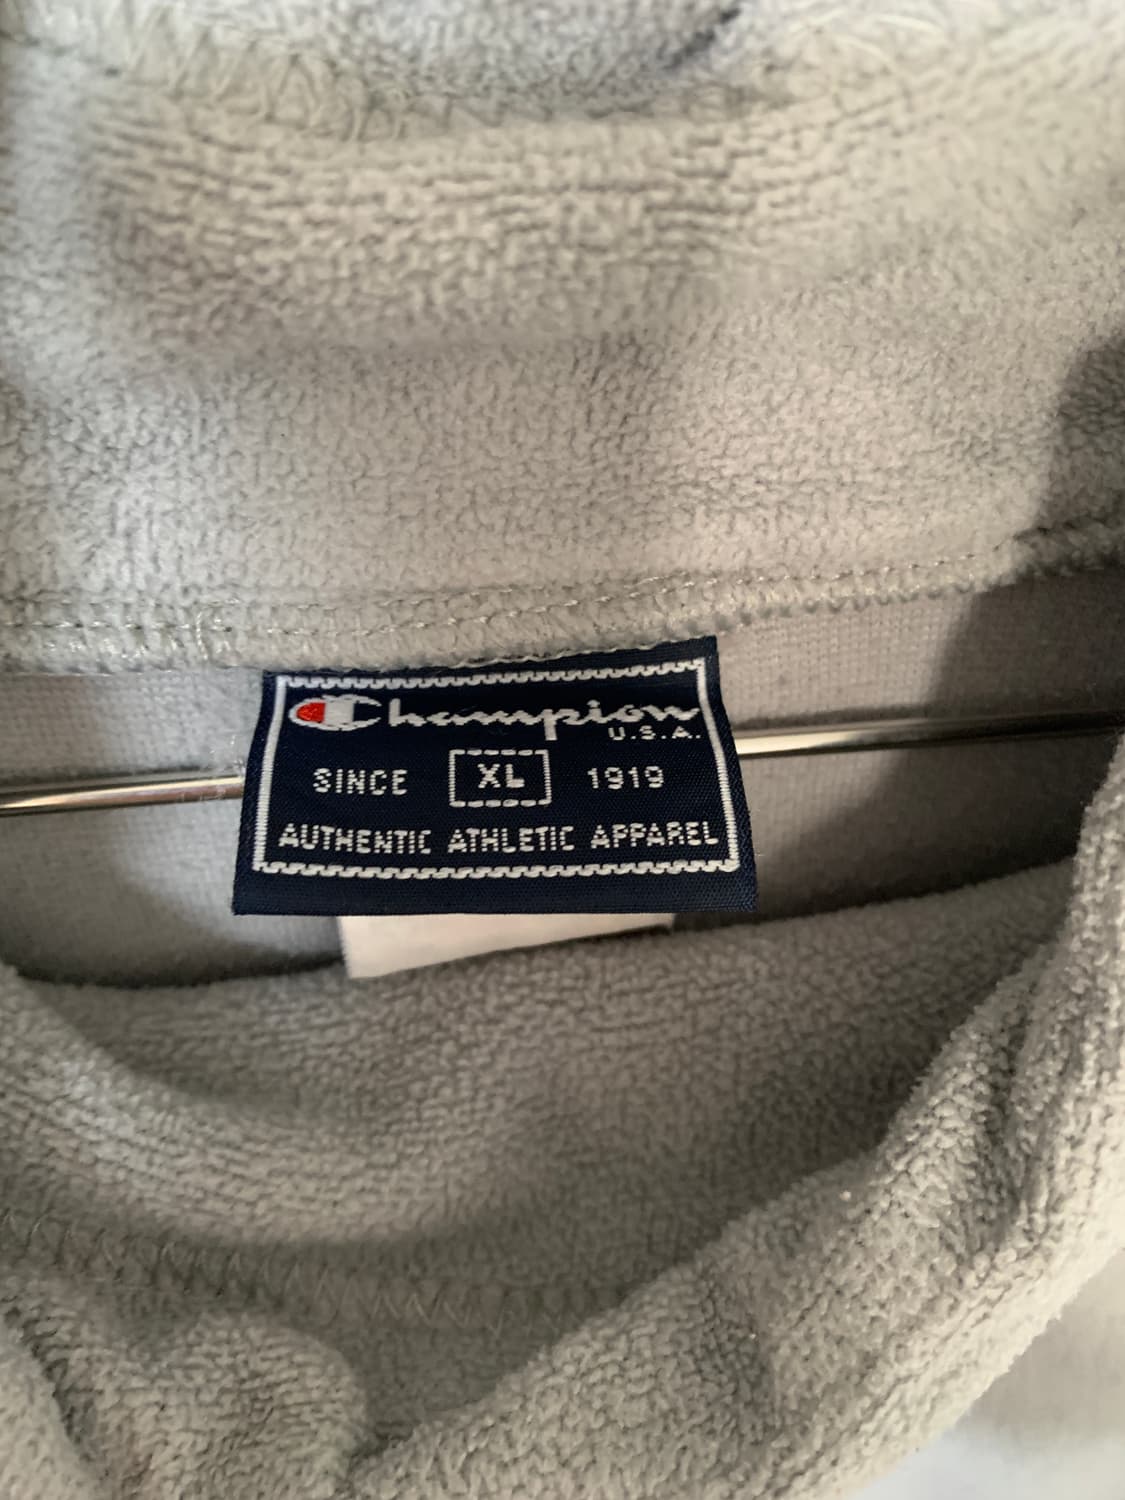 Champion
U.S.A.
SINCE XL 1919
AUTHENTIC ATHLETIC APPAREL